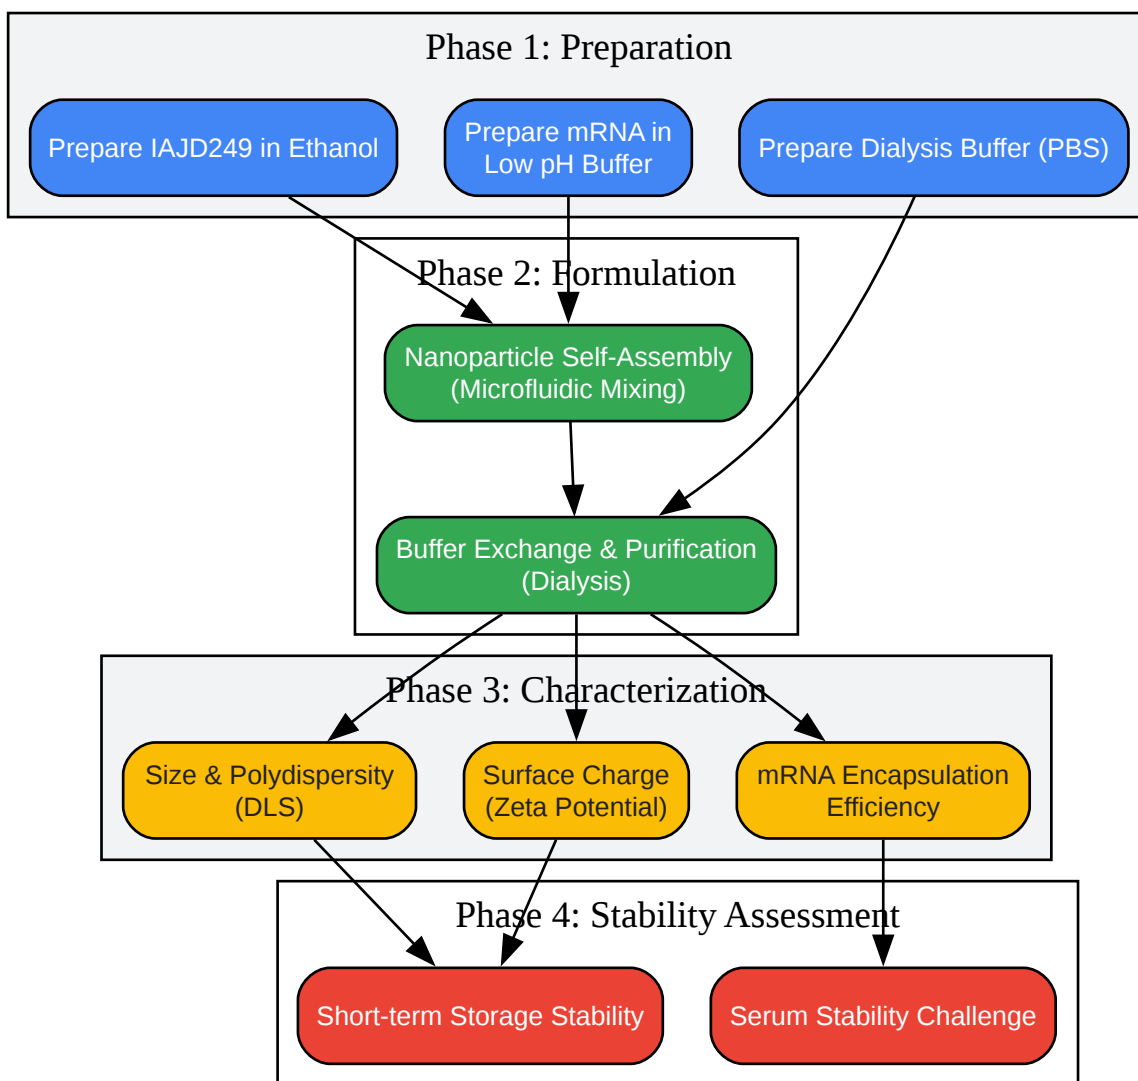 Phase 1: Preparation
Prepare IAJD249 in Ethanol
Prepare mRNA in
Low pH Buffer
Prepare Dialysis Buffer (PBS)
Phase 2: Formulation
Nanoparticle Self-Assembly
(Microfluidic Mixing)
Buffer Exchange & Purification
(Dialysis)
Phase 3: Characterization
Size & Polydispersity
(DLS)
Surface Charge
(Zeta Potential)
mRNA Encapsulation
Efficiency
Phase 4: Stability Assessment
Short-term Storage Stability
Serum Stability Challenge